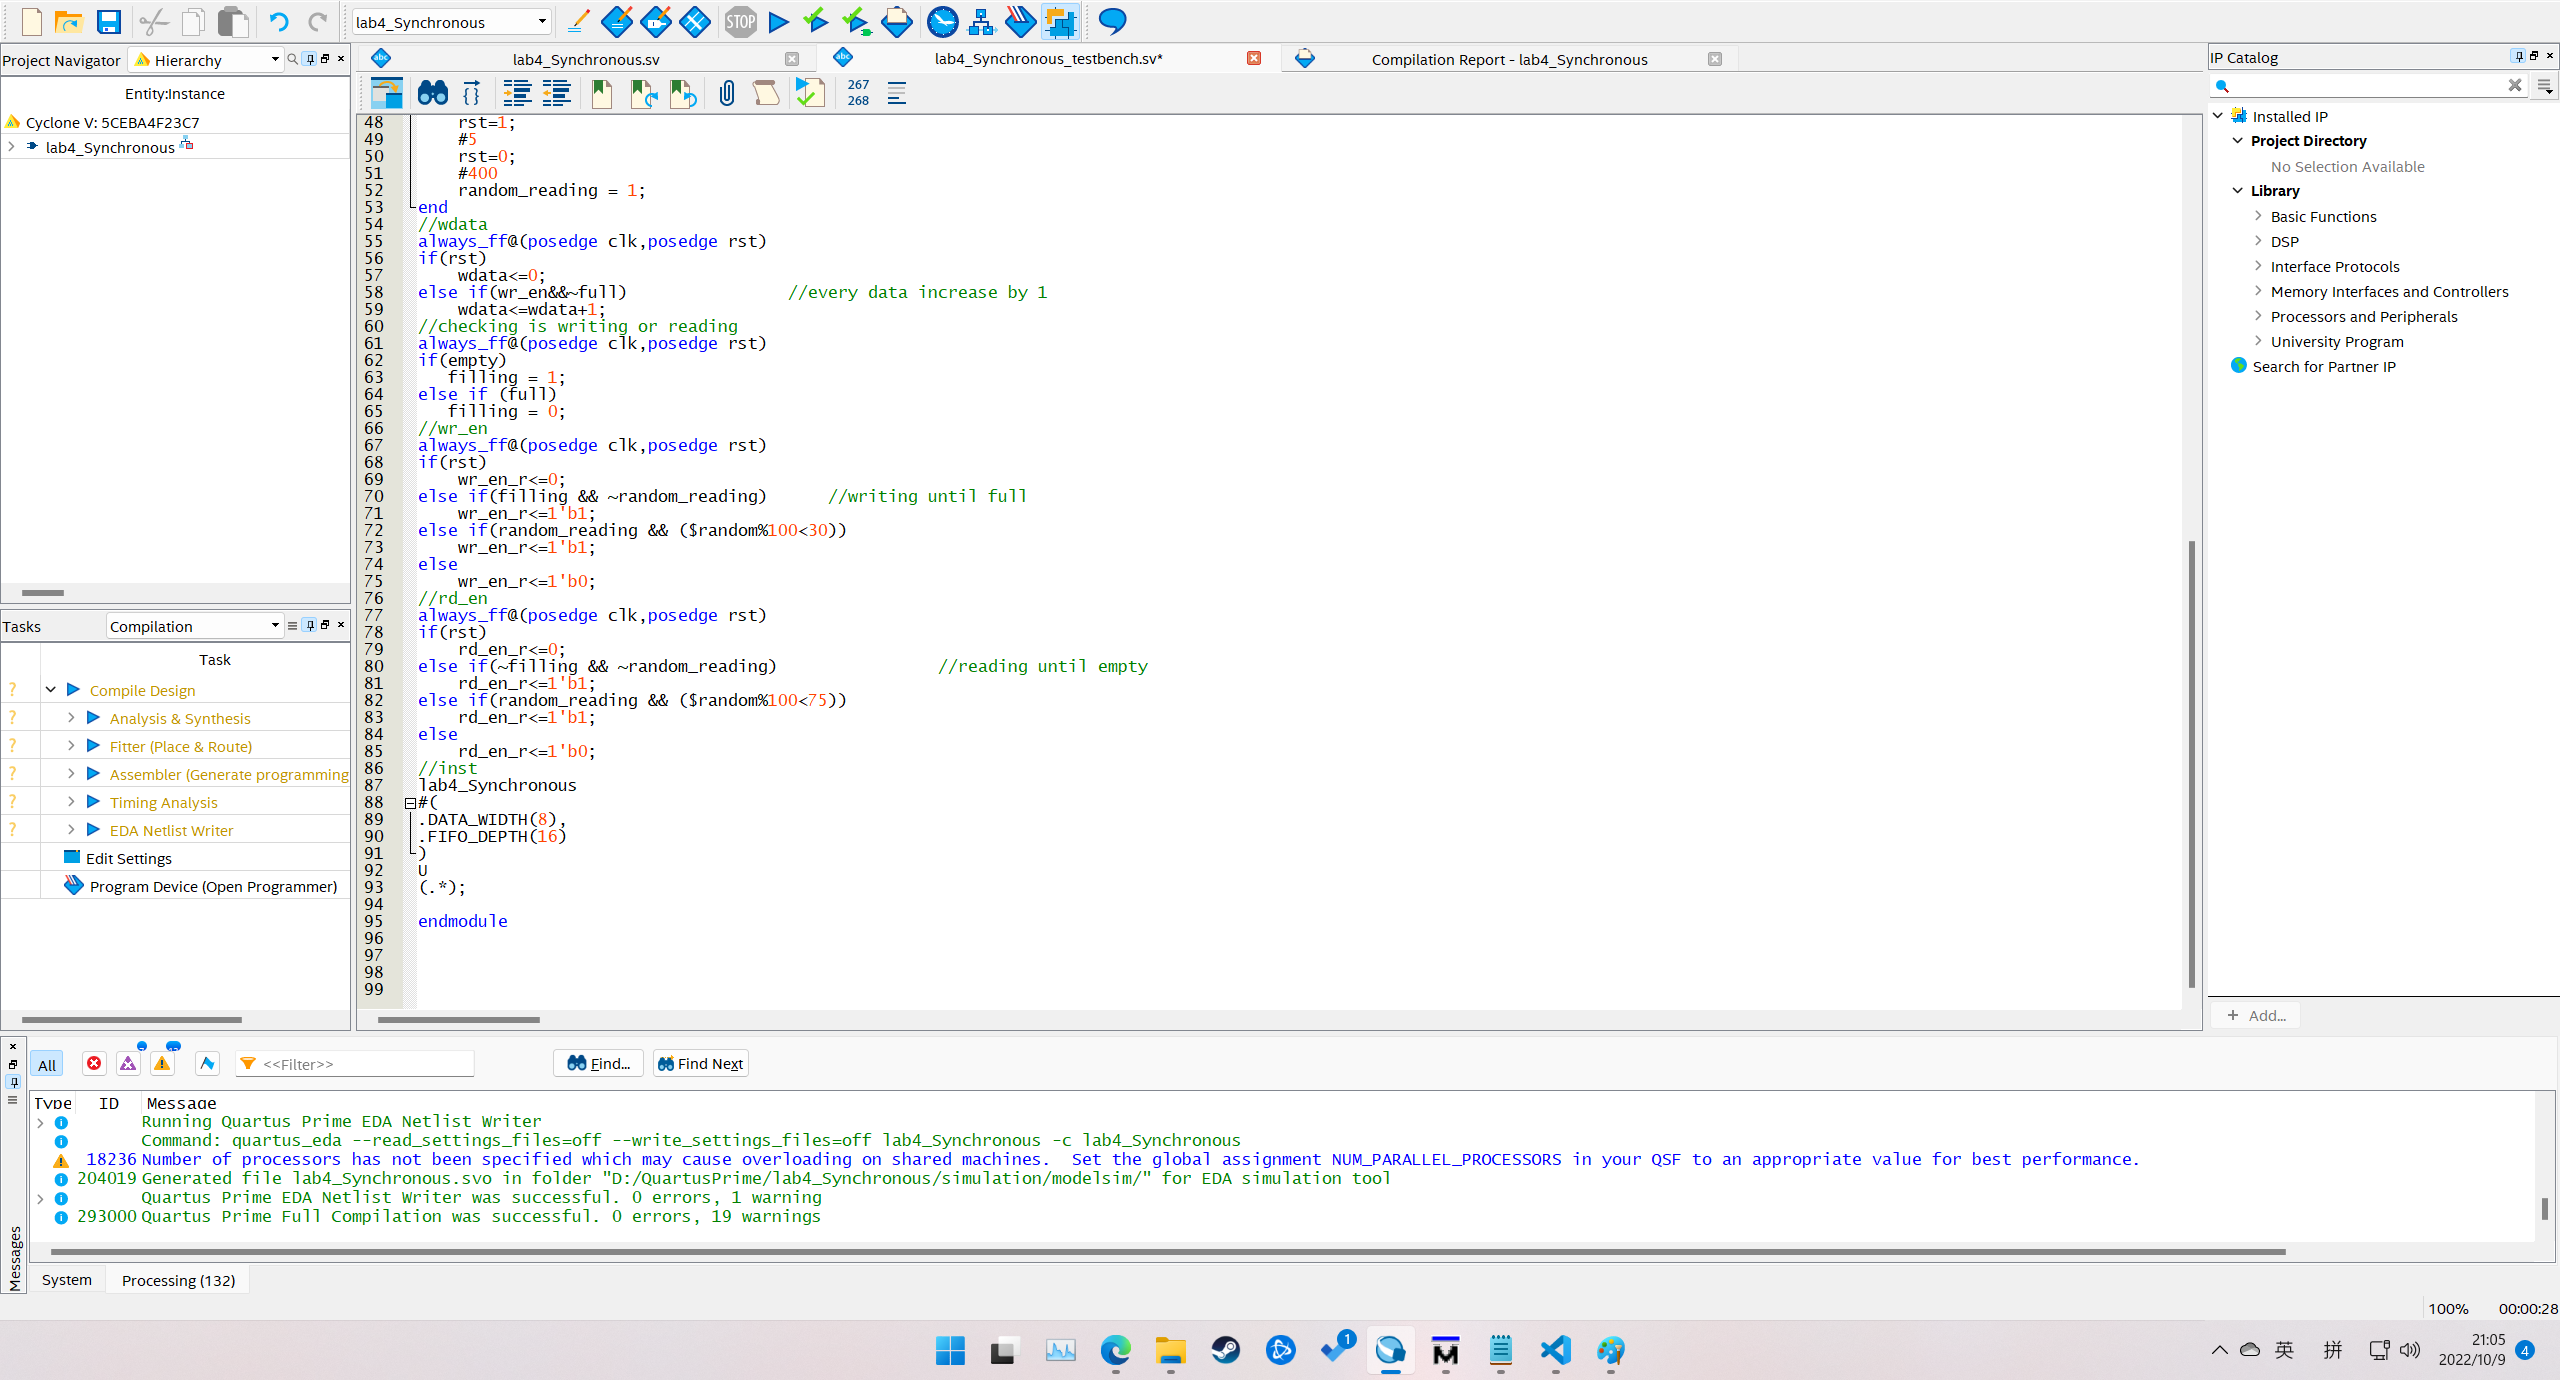 lab4_Synchronous
STOP
Project Navigator
Hierarchy
Entity:Instance
Cyclone V: 5CEBA4F23C7
lab4_Synchronous
Tasks
Compilation
Task
? Compile Design
? Analysis & Synthesis
? Fitter (Place & Route)
? Assembler (Generate programming
? Timing Analysis
? EDA Netlist Writer
Edit Settings
Program Device (Open Programmer)
abc lab4_Synchronous.sv
abc lab4_Synchronous_testbench.sv*
Compilation Report - lab4_Synchronous
267
268
48 rst=1;
49 #5
50 rst=0;
51 #400
52 random_reading = 1;
53 end
54 //wdata
55 always_ff@(posedge clk,posedge rst)
56 if(rst)
57 wdata<=0;
58 else if(wr_en&&~full) //every data increase by 1
59 wdata<=wdata+1;
60 //checking is writing or reading
61 always_ff@(posedge clk,posedge rst)
62 if(empty)
63 filling = 1;
64 else if (full)
65 filling = 0;
66 //wr_en
67 always_ff@(posedge clk,posedge rst)
68 if(rst)
69 wr_en_r<=0;
70 else if(filling && ~random_reading) //writing until full
71 wr_en_r<=1'b1;
72 else if(random_reading && ($random%100<30))
73 wr_en_r<=1'b1;
74 else
75 wr_en_r<=1'b0;
76 //rd_en
77 always_ff@(posedge clk,posedge rst)
78 if(rst)
79 rd_en_r<=0;
80 else if(~filling && ~random_reading) //reading until empty
81 rd_en_r<=1'b1;
82 else if(random_reading && ($random%100<75))
83 rd_en_r<=1'b1;
84 else
85 rd_en_r<=1'b0;
86 //inst
87 lab4_Synchronous
88 #(
89 .DATA_WIDTH(8),
90 .FIFO_DEPTH(16)
91 )
92 U
93 (.*);
94
95 endmodule
96
97
98
99
IP Catalog
Installed IP
Project Directory
No Selection Available
Library
Basic Functions
DSP
Interface Protocols
Memory Interfaces and Controllers
Processors and Peripherals
University Program
Search for Partner IP
+ Add...
All
<<Filter>>
Find...
Find Next
Type ID Message
Running Quartus Prime EDA Netlist Writer
Command: quartus_eda --read_settings_files=off --write_settings_files=off lab4_Synchronous -c lab4_Synchronous
18236 Number of processors has not been specified which may cause overloading on shared machines.  Set the global assignment NUM_PARALLEL_PROCESSORS in your QSF to an appropriate value for best performance.
204019 Generated file lab4_Synchronous.svo in folder "D:/QuartusPrime/lab4_Synchronous/simulation/modelsim/" for EDA simulation tool
Quartus Prime EDA Netlist Writer was successful. 0 errors, 1 warning
293000 Quartus Prime Full Compilation was successful. 0 errors, 19 warnings
Messages
System
Processing (132)
100% 00:00:28
1
M
英
拼
21:05
2022/10/9
4